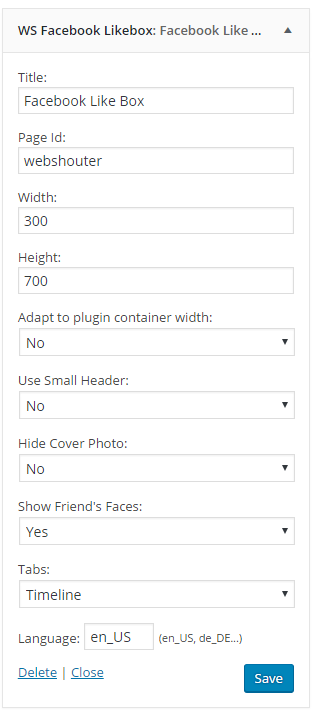 WS Facebook Likebox: Facebook Like ...
Title:
Facebook Like Box
Page Id:
webshouter
Width:
300
Height:
700
Adapt to plugin container width:
No
Use Small Header:
No
Hide Cover Photo:
No
Show Friend's Faces:
Yes
Tabs:
Timeline
Language: en_US (en_US, de_DE...)
Delete | Close Save